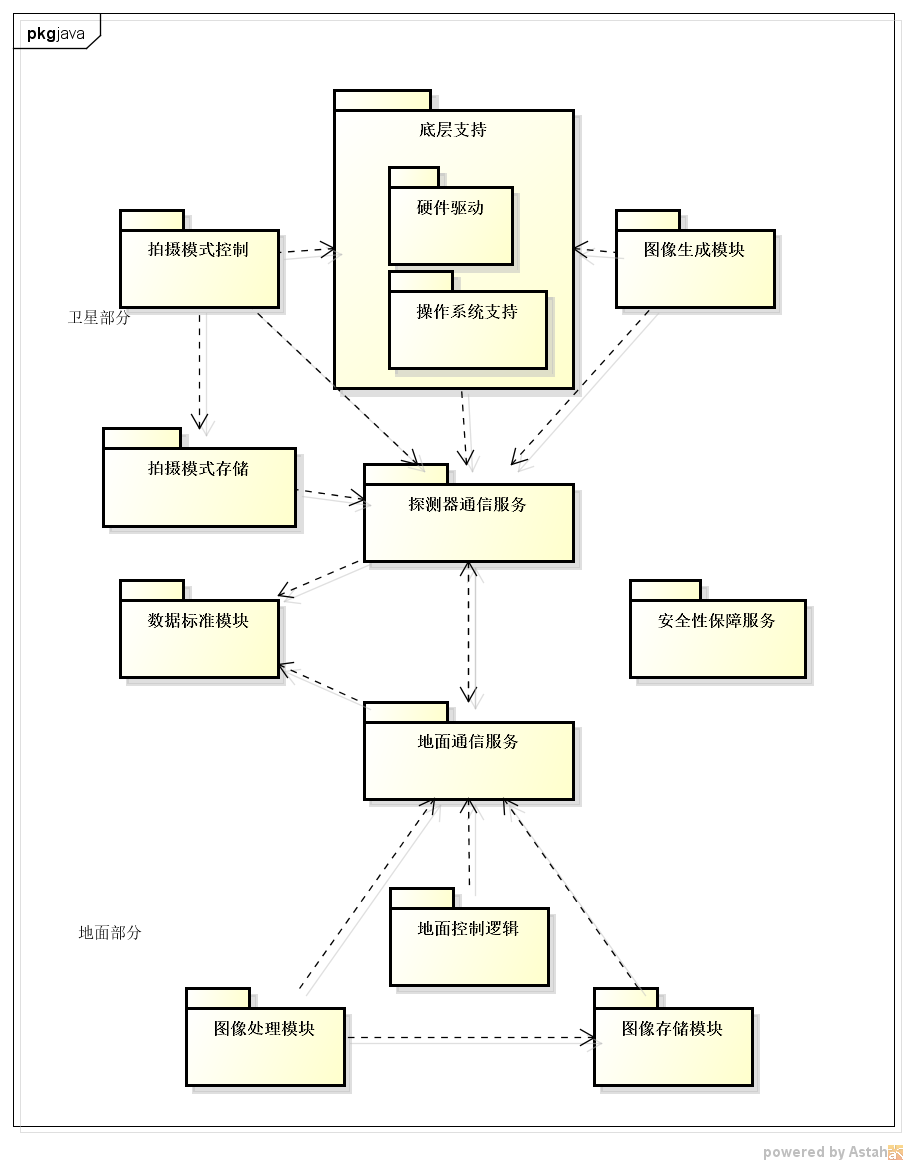 pkgjava
底层支持
硬件驱动
拍摄模式控制
图像生成模块
操作系统支持
卫星部分
拍摄模式存储
探测器通信服务
数据标准模块
安全性保障服务
地面通信服务
地面控制逻辑
地面部分
图像处理模块
图像存储模块
powered by Astah